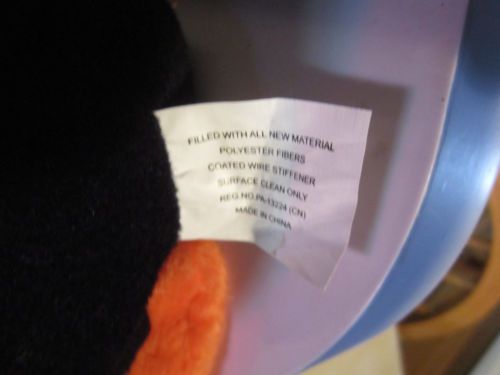 FILLED WITH ALL NEW MATERIAL
POLYESTER FIBERS
COATED WIRE STIFFENER
SURFACE CLEAN ONLY
REG.NO.PA-13224 (CN)
MADE IN CHINA